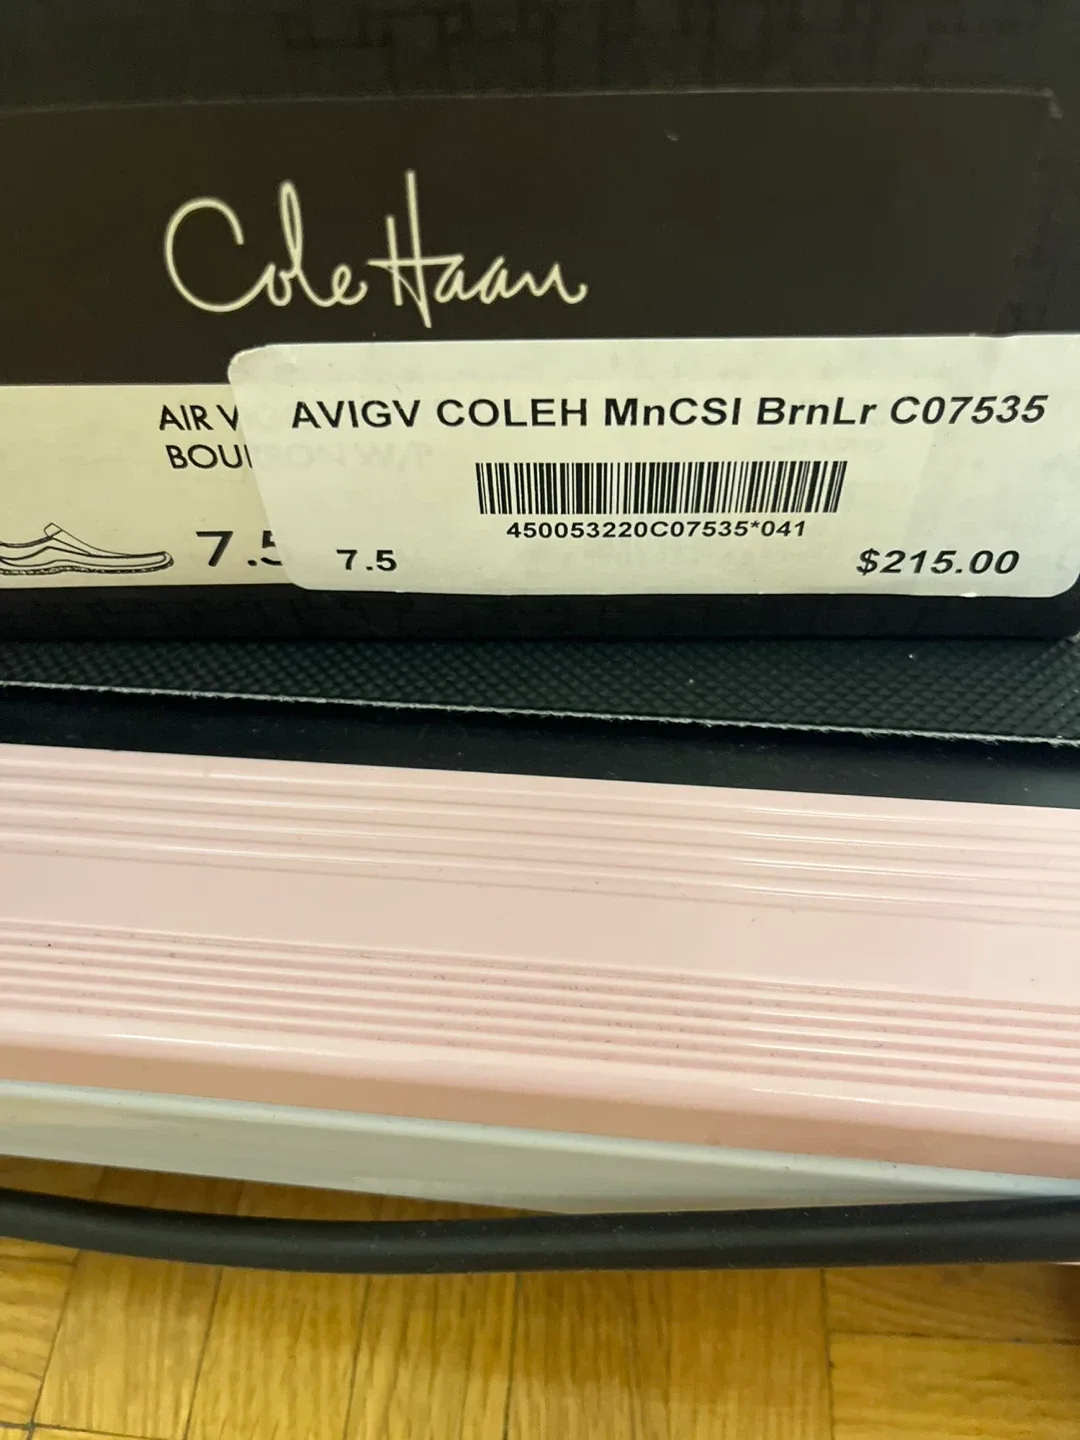 Cole Haan
AIR V
BOU
AVIGV COLEH MnCSI BrnLr C07535
450053220C07535*041
7.5
7.5
$215.00